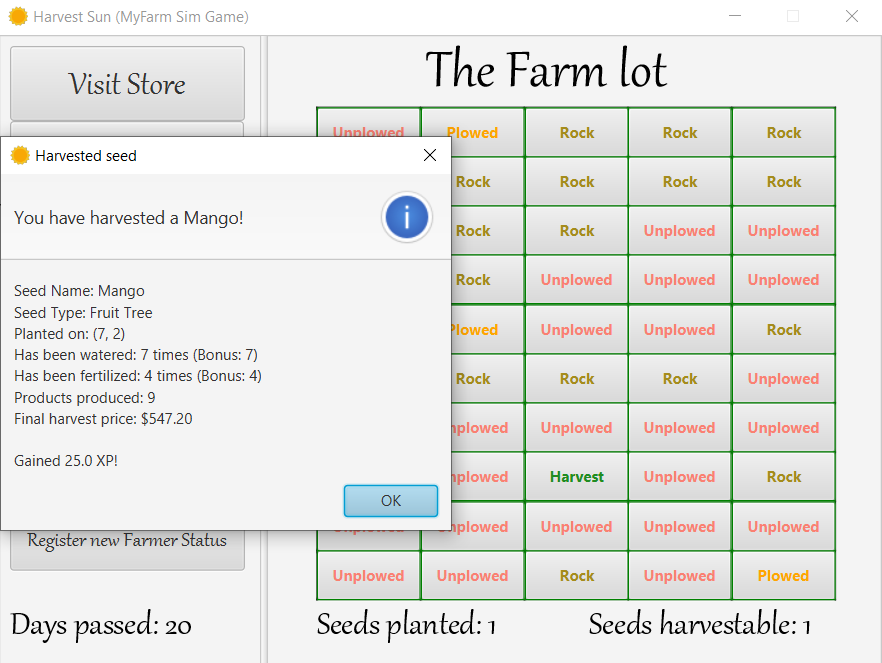 Harvest Sun (MyFarm Sim Game)
Visit Store
The Farm lot
Unplowed Plowed Rock Rock Rock
Harvested seed
Rock Rock Rock Rock
You have harvested a Mango!
Rock Rock Unplowed Unplowed
Rock Unplowed Unplowed Unplowed
Seed Name: Mango
Seed Type: Fruit Tree
Planted on: (7, 2)
Has been watered: 7 times (Bonus: 7)
Has been fertilized: 4 times (Bonus: 4)
Products produced: 9
Final harvest price: $547.20
Gained 25.0 XP!
OK
Plowed Unplowed Unplowed Rock
Rock Rock Rock Unplowed
Unplowed Unplowed Unplowed Unplowed
Unplowed Harvest Unplowed Rock
Unplowed Unplowed Unplowed Unplowed Unplowed
Unplowed Unplowed Rock Unplowed Plowed
Register new Farmer Status
Days passed: 20
Seeds planted: 1
Seeds harvestable: 1